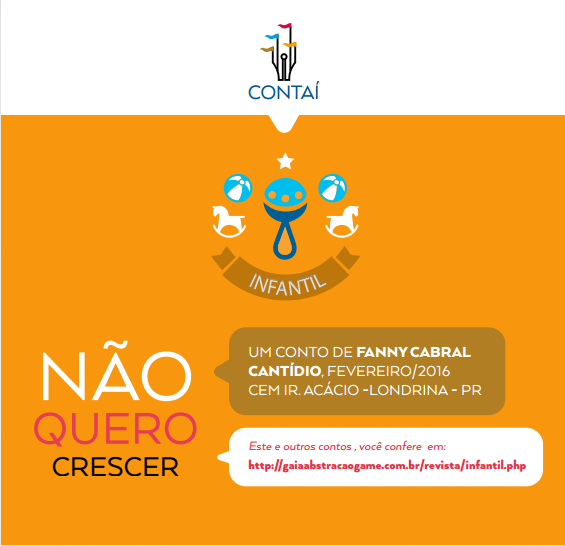 CONTAÍ
INFANTIL
NÃO
QUERO
CRESCER
UM CONTO DE FANNY CABRAL
CANTÍDIO, FEVEREIRO/2016
CEM IR. ACÁCIO -LONDRINA - PR
Este e outros contos , você confere em:
http://gaiaabstracaogame.com.br/revista/infantil.php